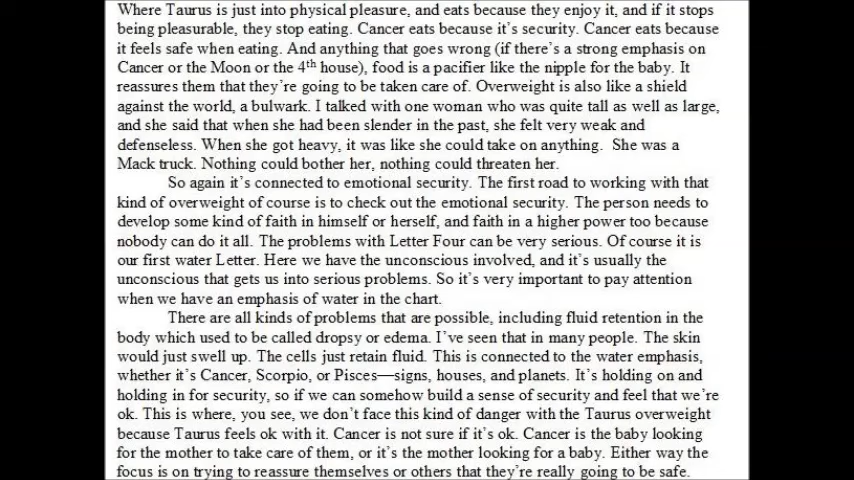 Where Taurus is just into physical pleasure, and eats because they enjoy it, and if it stops
being pleasurable, they stop eating. Cancer eats because it's security. Cancer eats because
it feels safe when eating. And anything that goes wrong (if there's a strong emphasis on
Cancer or the Moon or the 4th house), food is a pacifier like the nipple for the baby. It
reassures them that they're going to be taken care of. Overweight is also like a shield
against the world, a bulwark. I talked with one woman who was quite tall as well as large,
and she said that when she had been slender in the past, she felt very weak and
defenseless. When she got heavy, it was like she could take on anything.  She was a
Mack truck. Nothing could bother her, nothing could threaten her.
So again it's connected to emotional security. The first road to working with that
kind of overweight of course is to check out the emotional security. The person needs to
develop some kind of faith in himself or herself, and faith in a higher power too because
nobody can do it all. The problems with Letter Four can be very serious. Of course it is
our first water Letter. Here we have the unconscious involved, and it's usually the
unconscious that gets us into serious problems. So it's very important to pay attention
when we have an emphasis of water in the chart.
There are all kinds of problems that are possible, including fluid retention in the
body which used to be called dropsy or edema. I've seen that in many people. The skin
would just swell up. The cells just retain fluid. This is connected to the water emphasis,
whether it's Cancer, Scorpio, or Pisces—signs, houses, and planets. It's holding on and
holding in for security, so if we can somehow build a sense of security and feel that we're
ok. This is where, you see, we don't face this kind of danger with the Taurus overweight
because Taurus feels ok with it. Cancer is not sure if it's ok. Cancer is the baby looking
for the mother to take care of them, or it's the mother looking for a baby. Either way the
focus is on trying to reassure themselves or others that they're really going to be safe.